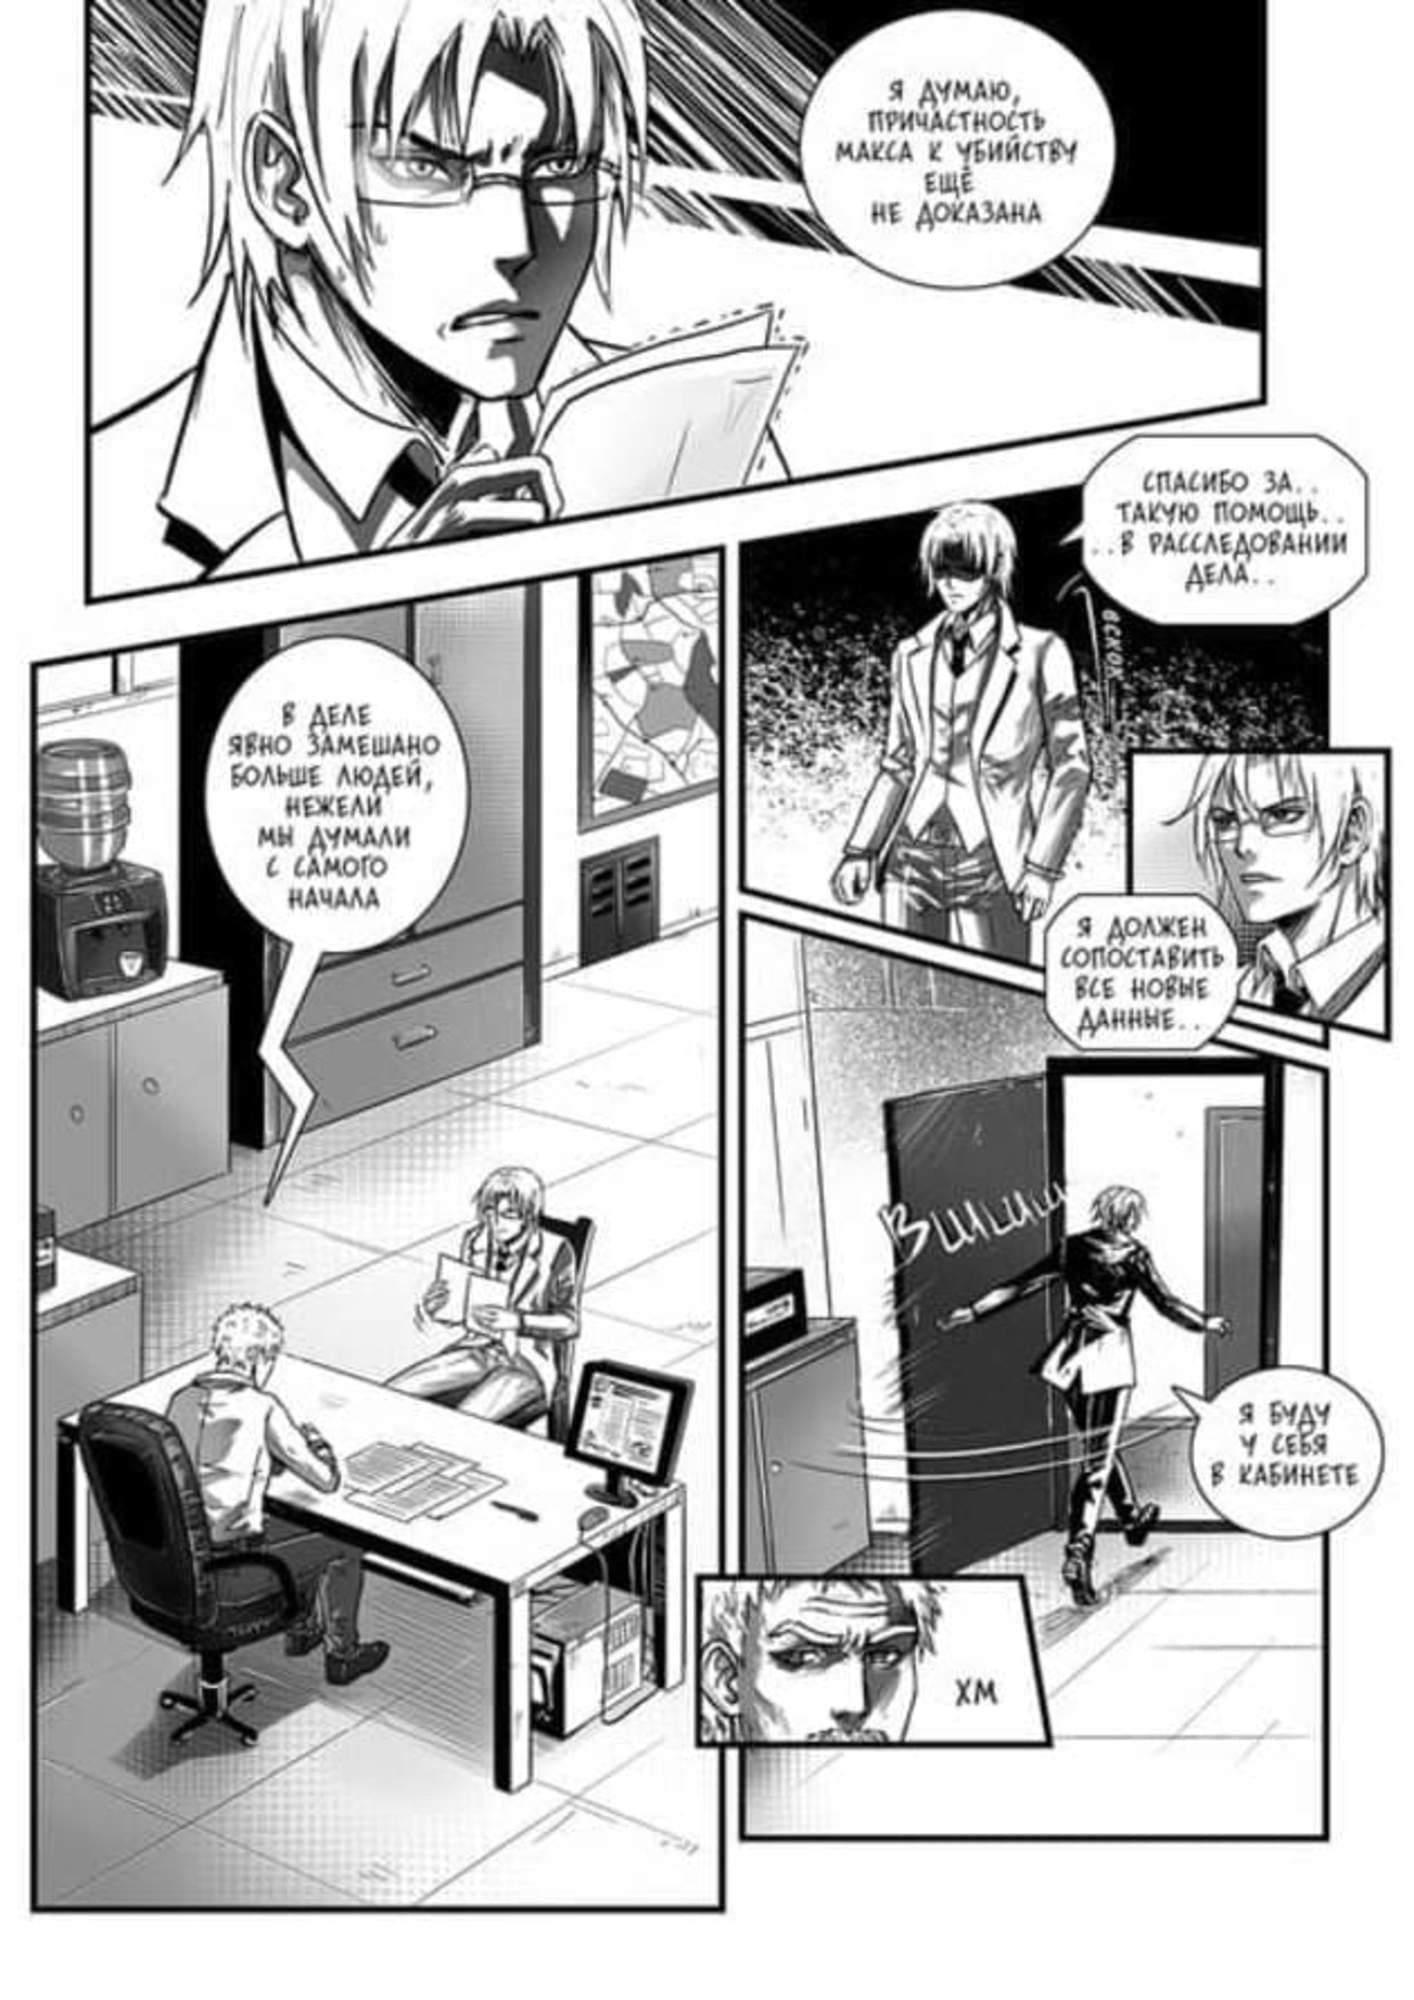 Я ДУМАЮ,
ПРИЧАСТНОСТЬ
МАКСА К УБИЙСТВУ
ЕЩЁ
НЕ ДОКАЗАНА
В ДЕЛЕ
ЯВНО ЗАМЕШАНО
БОЛЬШЕ ЛЮДЕЙ,
НЕЖЕЛИ
МЫ ДУМАЛИ
С САМОГО
НАЧАЛА
СПАСИБО ЗА..
ТАКУЮ ПОМОЩЬ..
..В РАССЛЕДОВАНИИ
ДЕЛА..
ВСКОК
Я ДОЛЖЕН
СОПОСТАВИТЬ
ВСЕ НОВЫЕ
ДАННЫЕ..
ВШИШИШ
Я БУДУ
У СЕБЯ
В КАБИНЕТЕ
ХМ